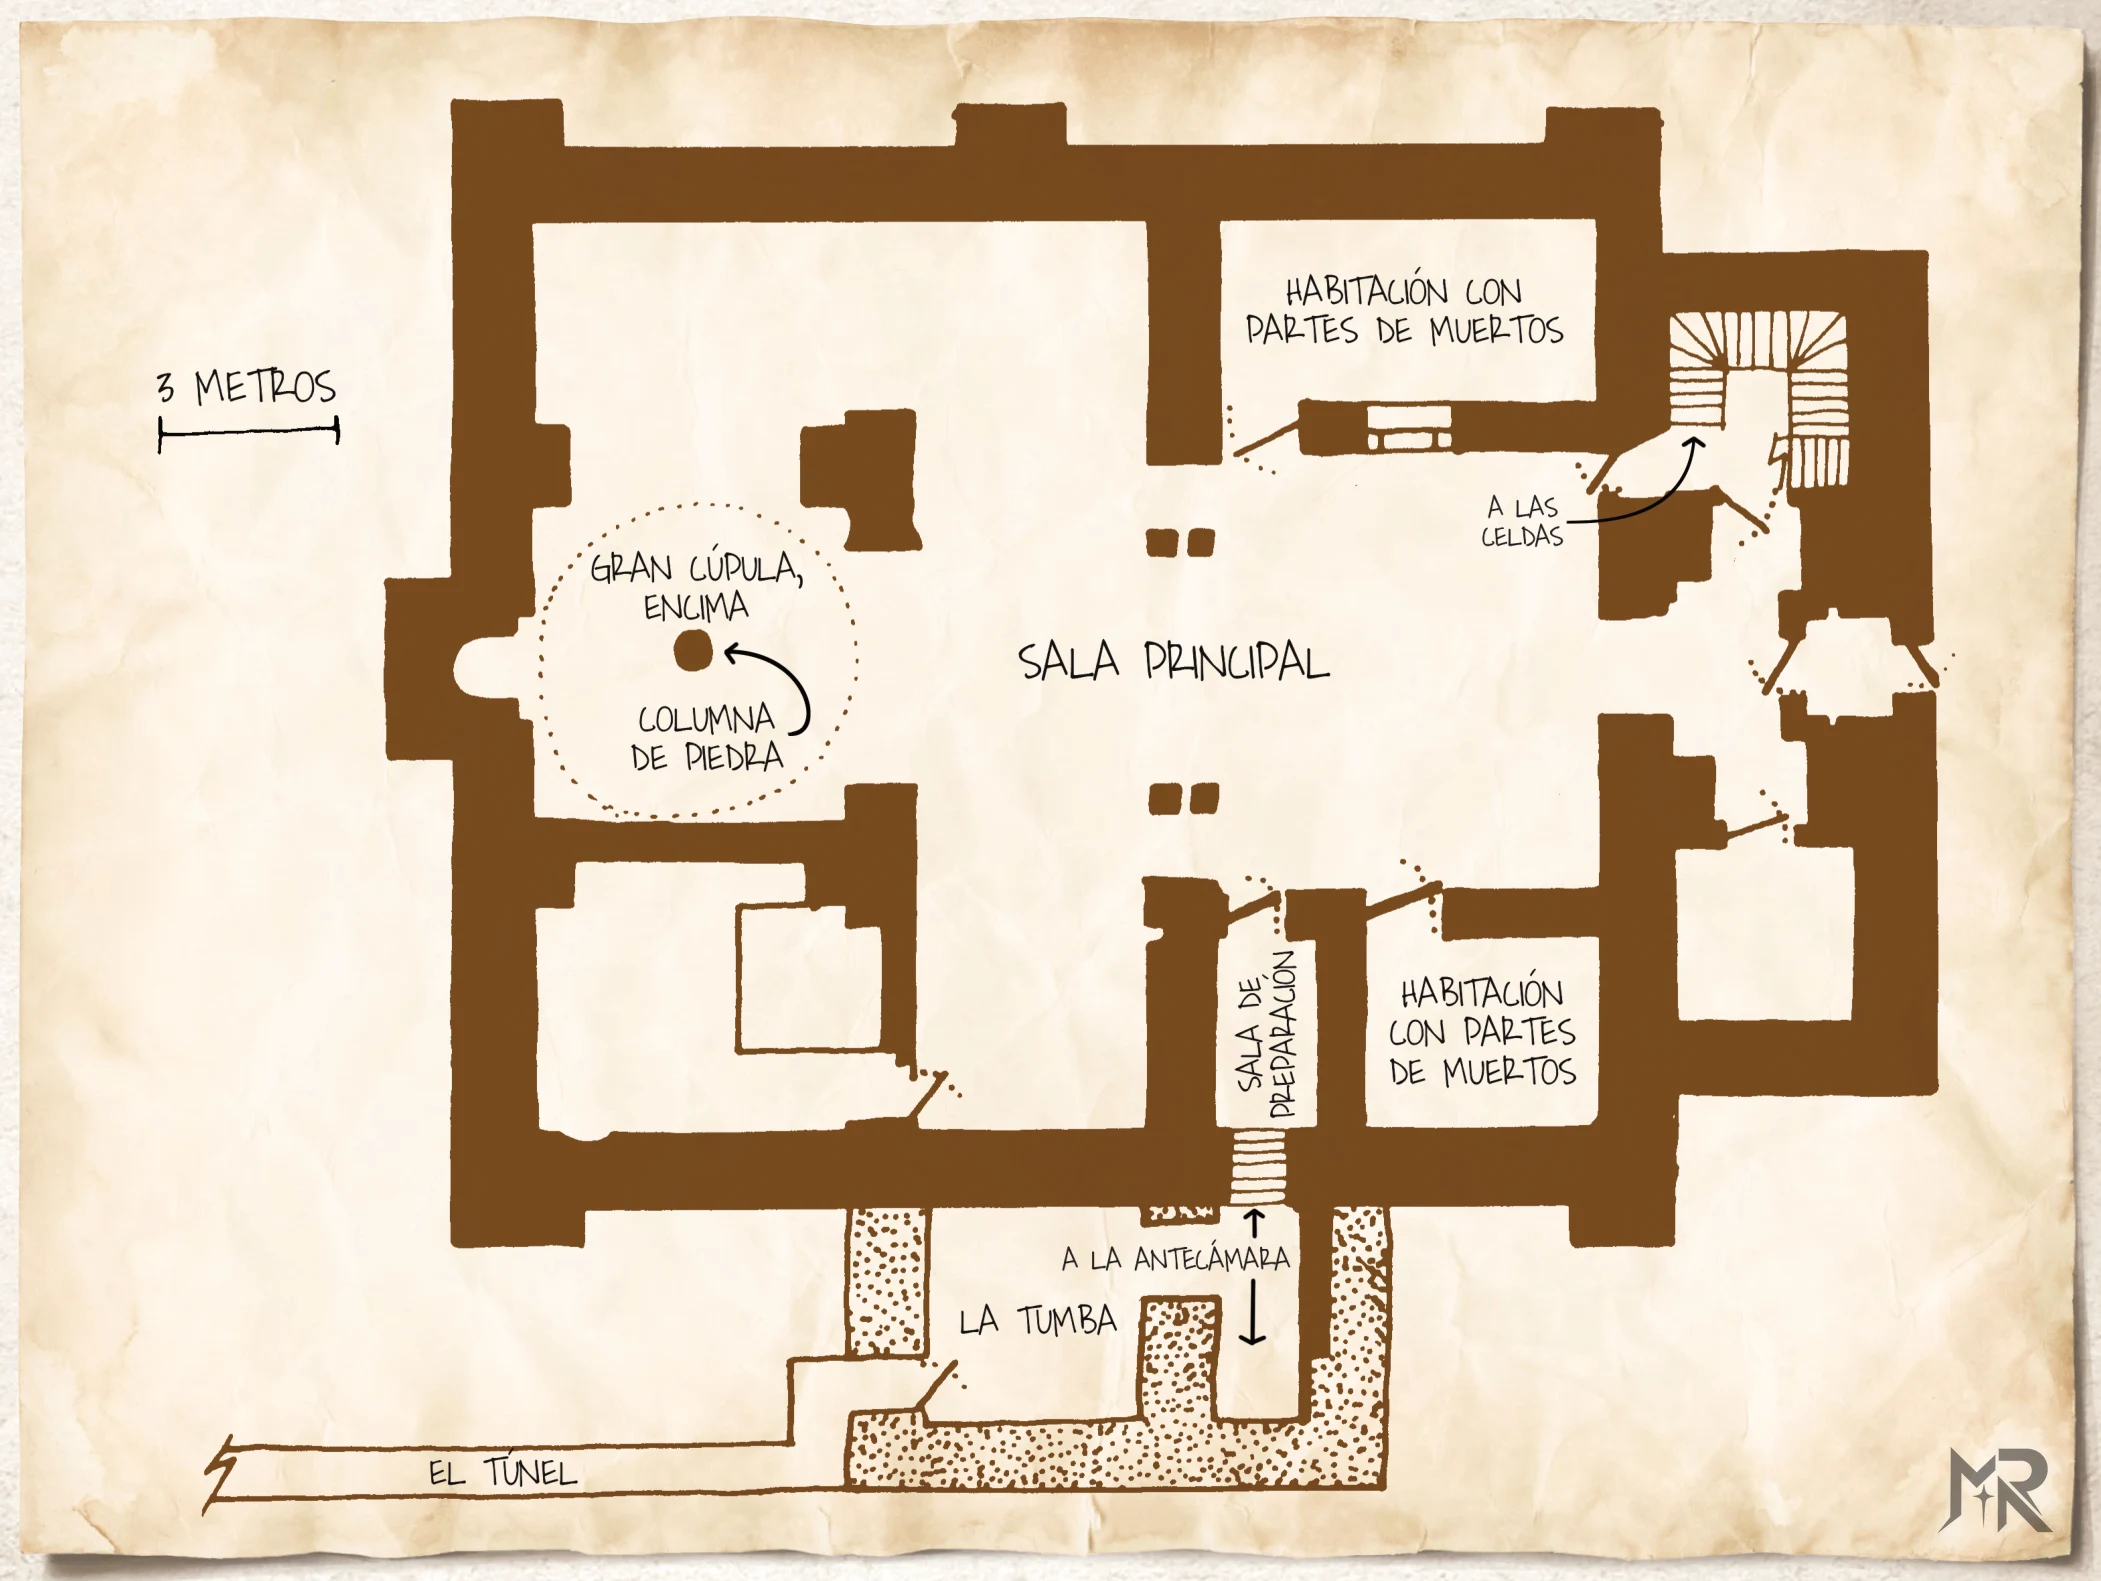 HABITACIÓN CON
PARTES DE MUERTOS
3 METROS
A LAS
CELDAS
GRAN CÚPULA,
ENCIMA
SALA PRINCIPAL
COLUMNA
DE PIEDRA
SALA DE
PREPARACIÓN
HABITACIÓN
CON PARTES
DE MUERTOS
A LA ANTECÁMARA
LA TUMBA
EL TÚNEL
MR